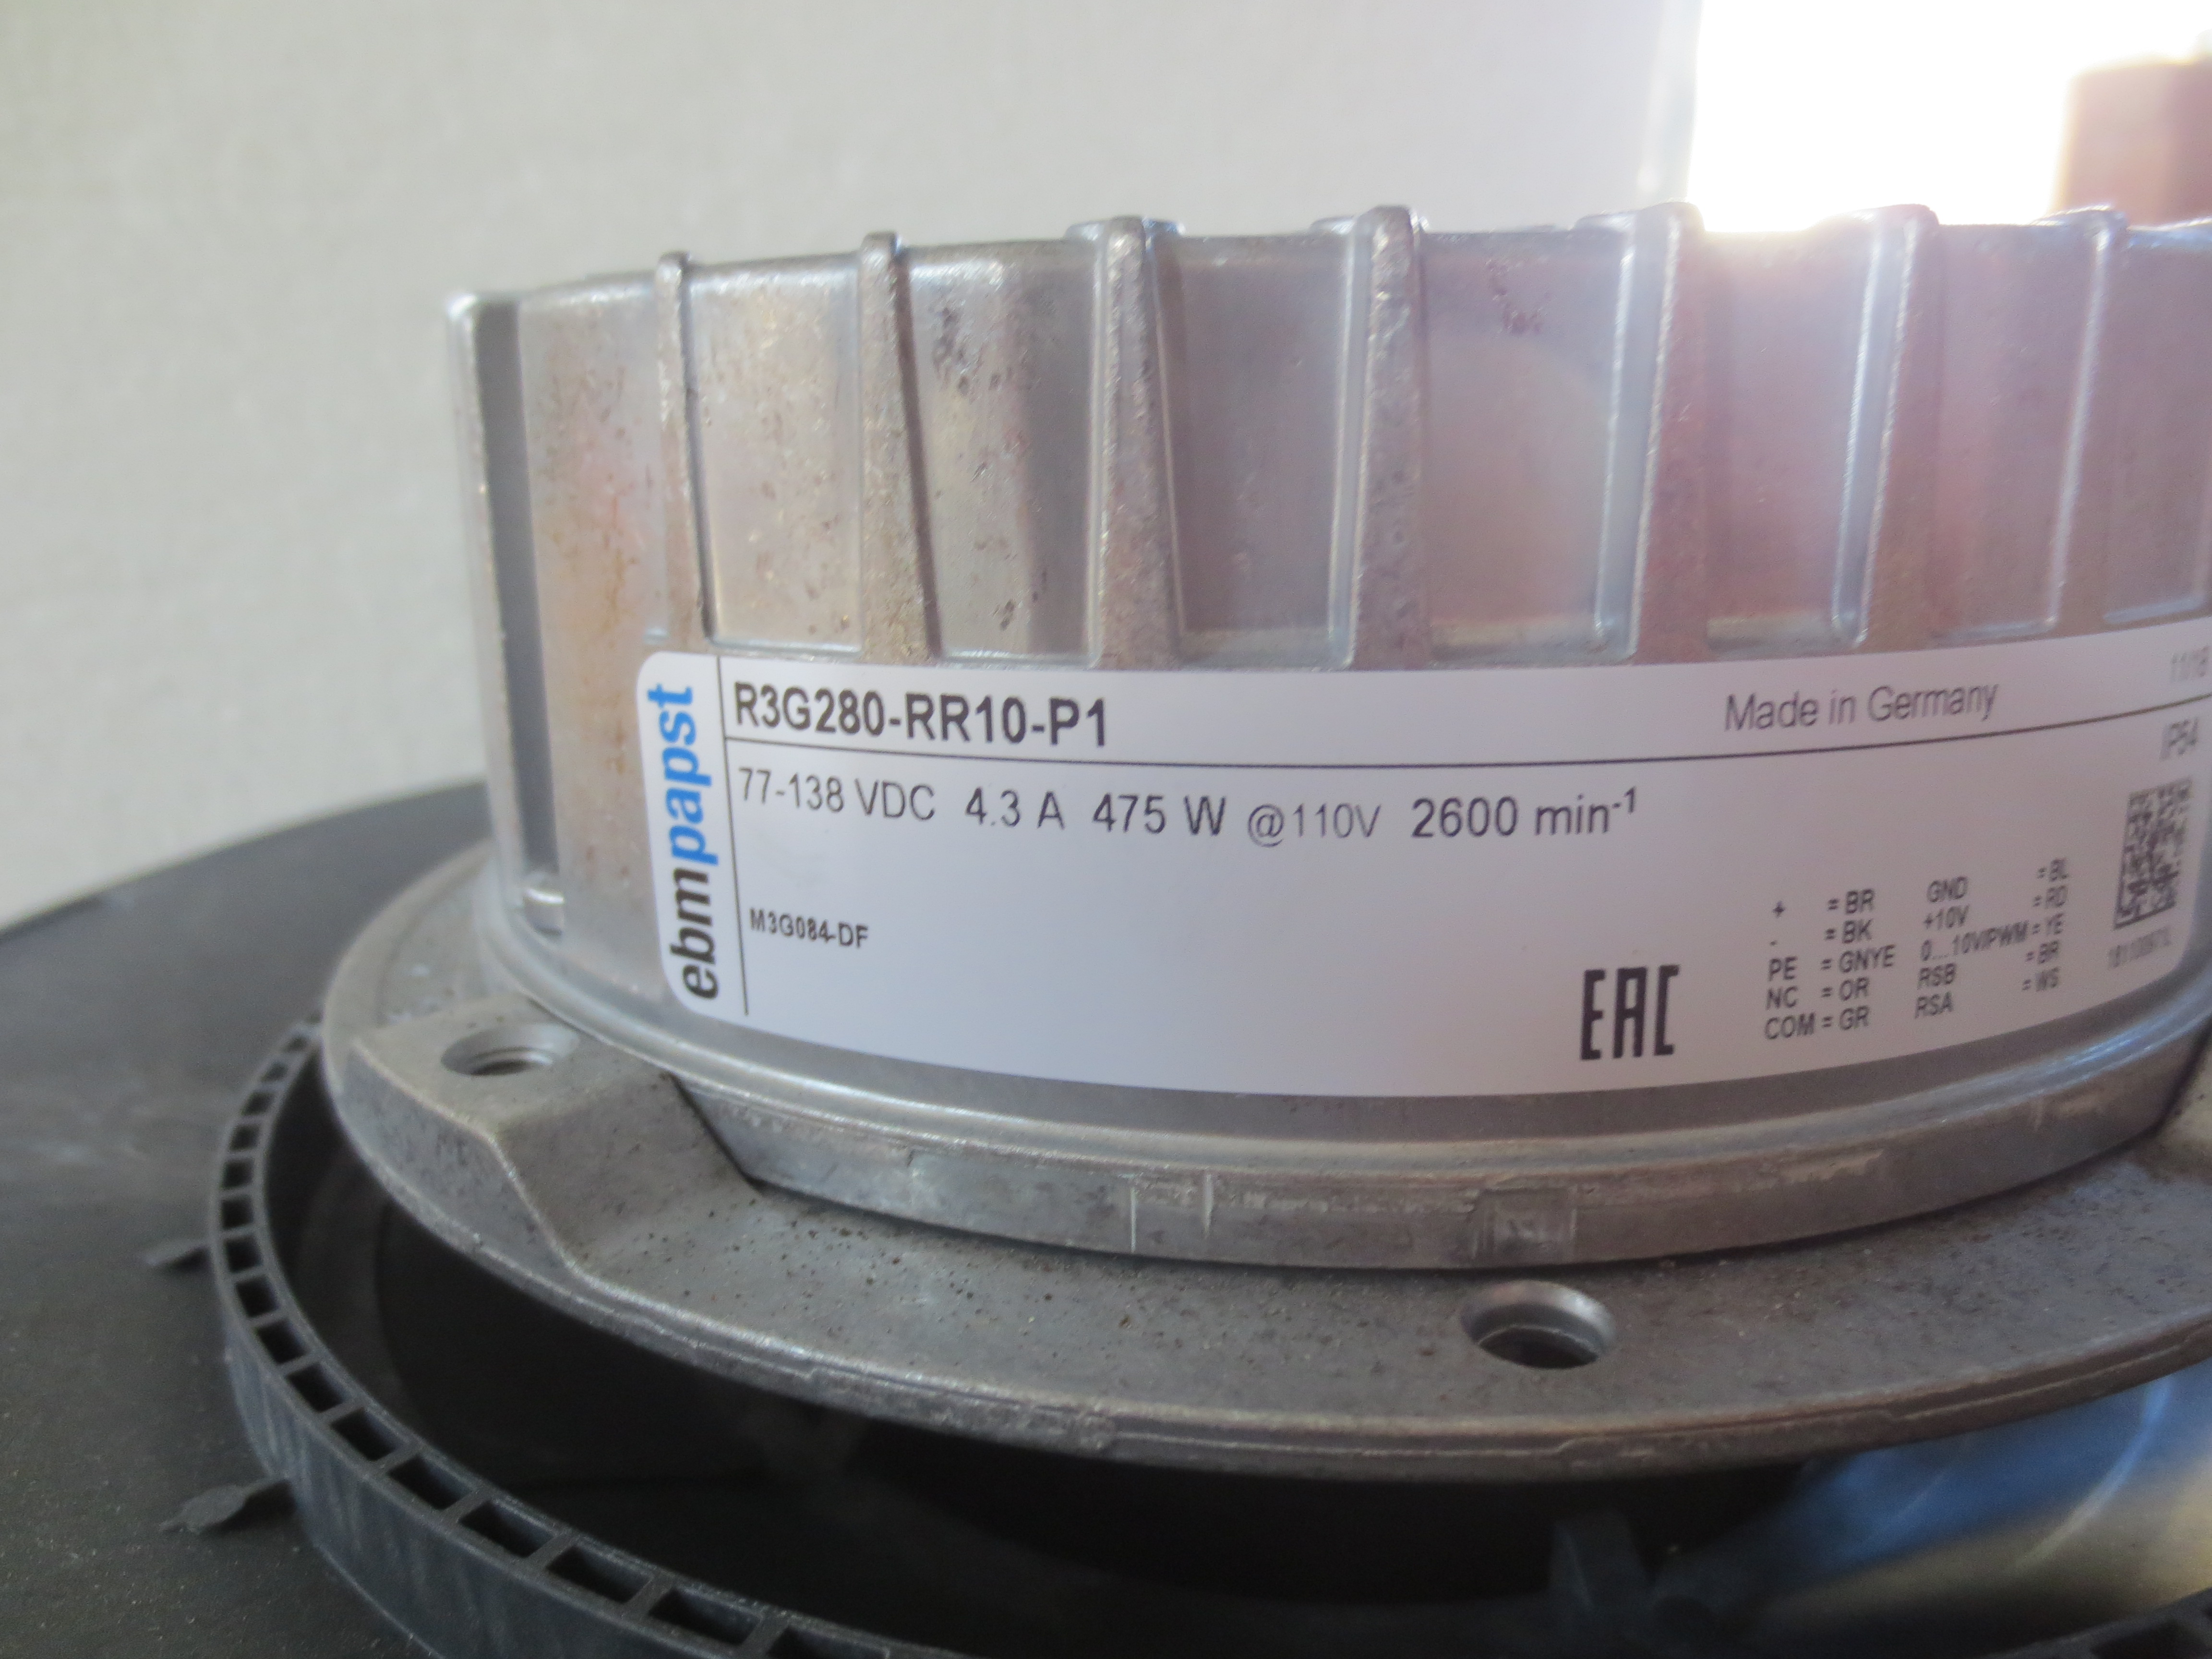 ebmpapst
R3G280-RR10-P1
Made in Germany
77-138 VDC 4.3 A 475 W @110V 2600 min-1
IP54
M3G084-DF
EAC
+ = BR
- = BK
PE = GNYE
NC = OR
COM = GR
GND = BL
+10V = RD
0...10V/PWM = YE
RSB = BR
RSA = WS